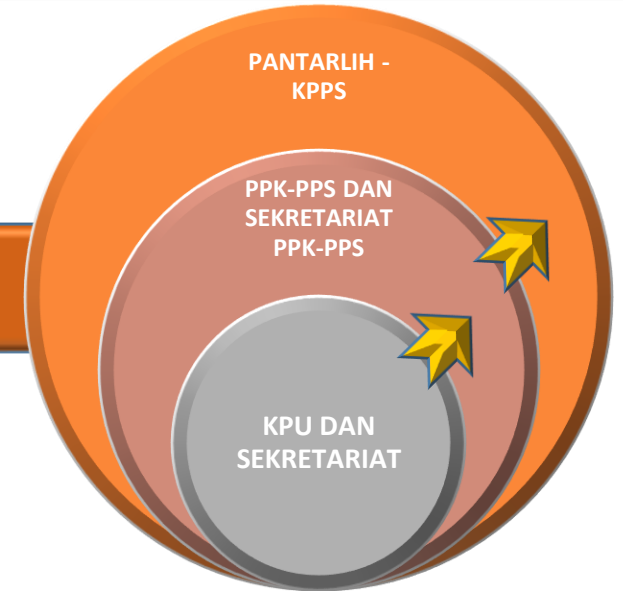 PANTARLIH -
KPPS
PPK-PPS DAN
SEKRETARIAT
PPK-PPS
KPU DAN
SEKRETARIAT